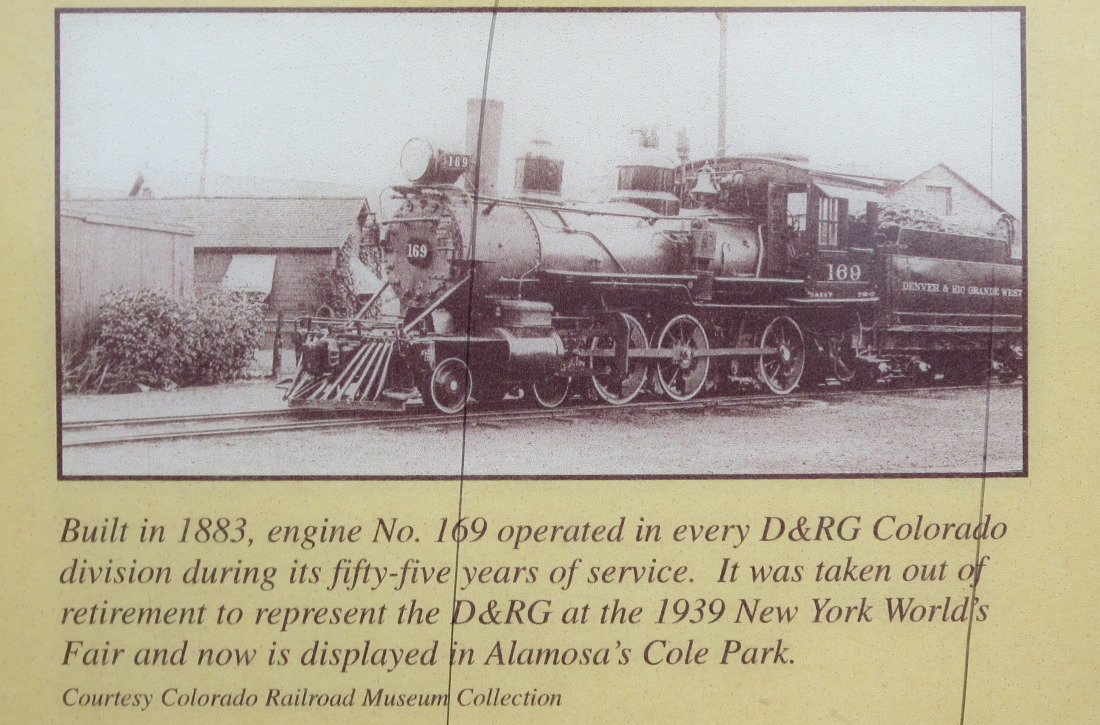 169
169
169
DENVER & RIO GRANDE WEST
Built in 1883, engine No. 169 operated in every D&RG Colorado
division during its fifty-five years of service. It was taken out of
retirement to represent the D&RG at the 1939 New York World's
Fair and now is displayed in Alamosa's Cole Park.
Courtesy Colorado Railroad Museum Collection